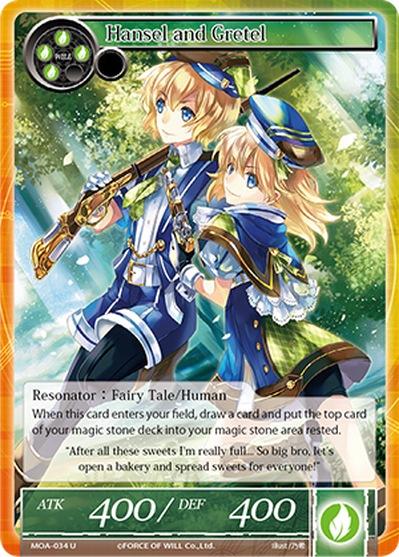 Hansel and Gretel
WILL
Resonator : Fairy Tale/Human
When this card enters your field, draw a card and put the top card
of your magic stone deck into your magic stone area rested.
"After all these sweets I'm really full... So big bro, let's
open a bakery and spread sweets for everyone!"
ATK 400/ DEF 400
MOA-034 U ©FORCE OF WILL Co.,Ltd. Illust/乃希